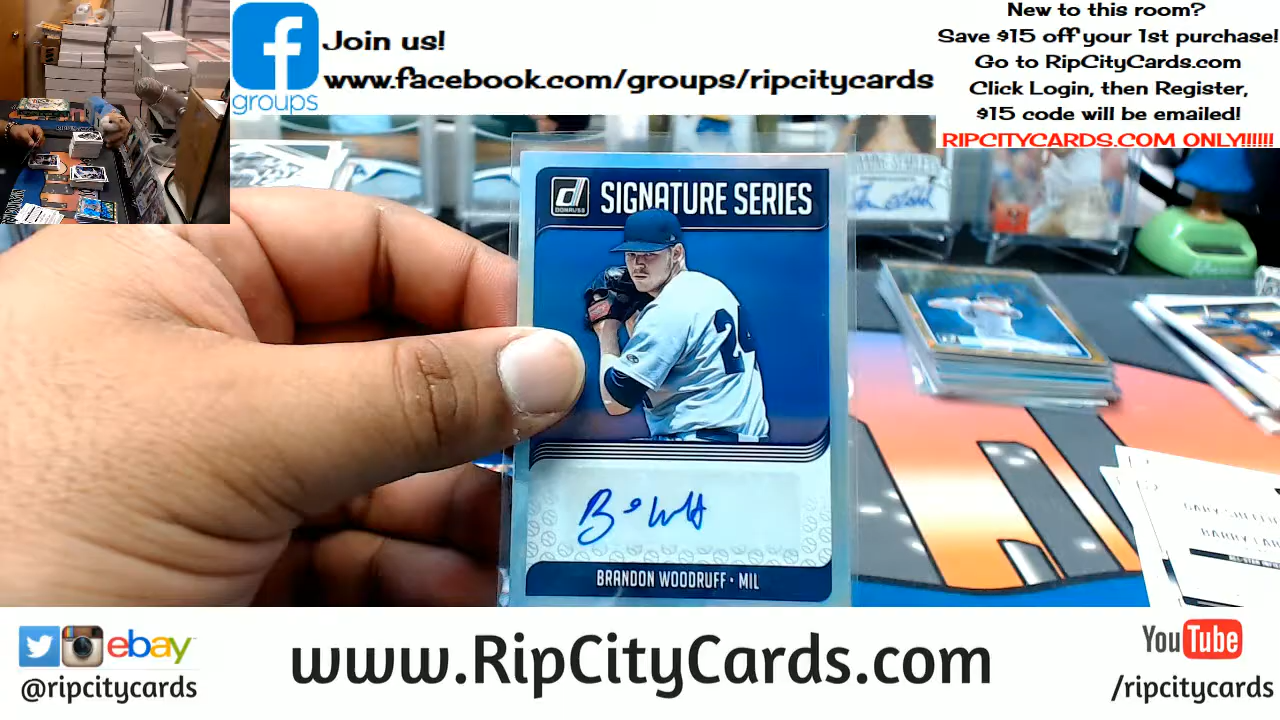 Join us!
www.facebook.com/groups/ripcitycards
groups
New to this room?
Save $15 off your 1st purchase!
Go to RipCityCards.com
Click Login, then Register,
$15 code will be emailed!
RIPCITYCARDS.COM ONLY!!!!!!
DONRUSS
SIGNATURE SERIES
BRANDON WOODRUFF • MIL
ebay
@ripcitycards
www.RipCityCards.com
YouTube
/ripcitycards